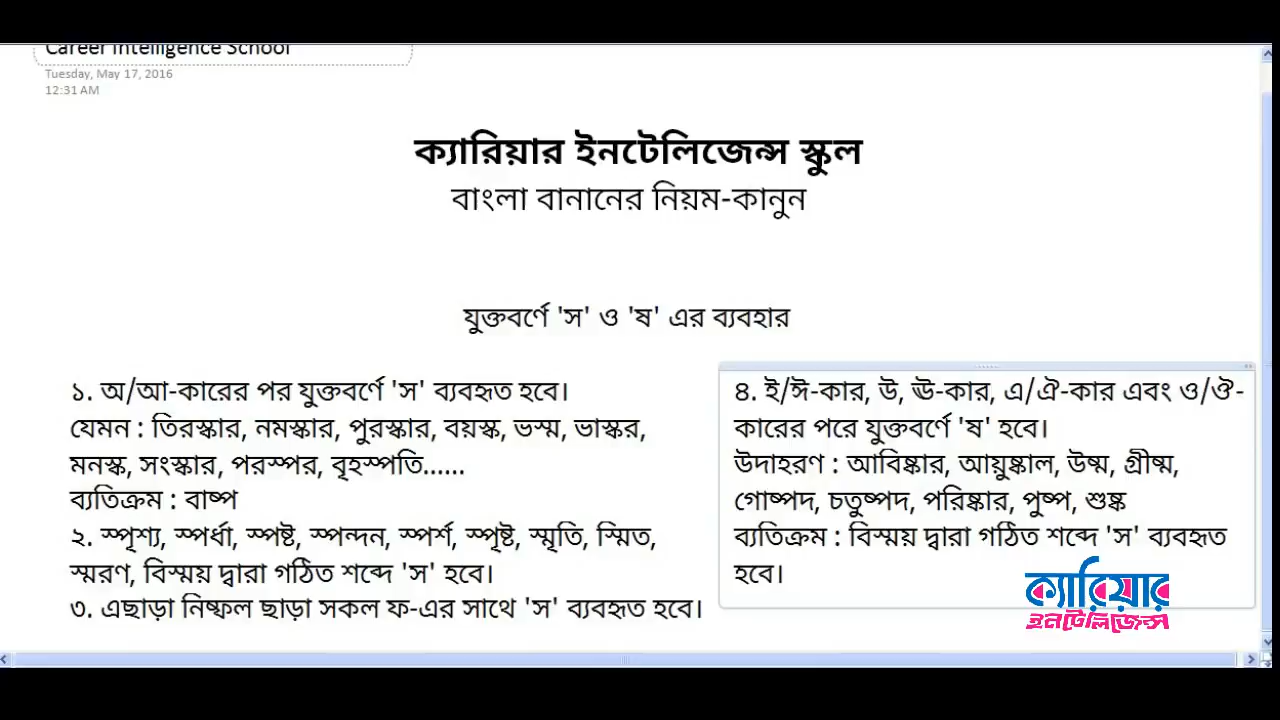 Career Intelligence School
Tuesday, May 17, 2016
12:31 AM
ক্যারিয়ার ইনটেলিজেন্স স্কুল
বাংলা বানানের নিয়ম-কানুন
যুক্তবর্ণে 'স' ও 'ষ' এর ব্যবহার
১. অ/আ-কারের পর যুক্তবর্ণে 'স' ব্যবহৃত হবে।
যেমন : তিরস্কার, নমস্কার, পুরস্কার, বয়স্ক, ভস্ম, ভাস্কর,
মনস্ক, সংস্কার, পরস্পর, বৃহস্পতি......
ব্যতিক্রম : বাষ্প
২. স্পৃশ্য, স্পর্ধা, স্পষ্ট, স্পন্দন, স্পর্শ, স্পৃষ্ট, স্মৃতি, স্মিত,
স্মরণ, বিস্ময় দ্বারা গঠিত শব্দে 'স' হবে।
৩. এছাড়া নিষ্ফল ছাড়া সকল ফ-এর সাথে 'স' ব্যবহৃত হবে।
৪. ই/ঈ-কার, উ, ঊ-কার, এ/ঐ-কার এবং ও/ঔ-
কারের পরে যুক্তবর্ণে 'ষ' হবে।
উদাহরণ : আবিষ্কার, আয়ুষ্কাল, উষ্ম, গ্রীষ্ম,
গোষ্পদ, চতুষ্পদ, পরিষ্কার, পুষ্প, শুষ্ক
ব্যতিক্রম : বিস্ময় দ্বারা গঠিত শব্দে 'স' ব্যবহৃত
হবে।
ক্যারিয়ার
ইনটেলিজেন্স